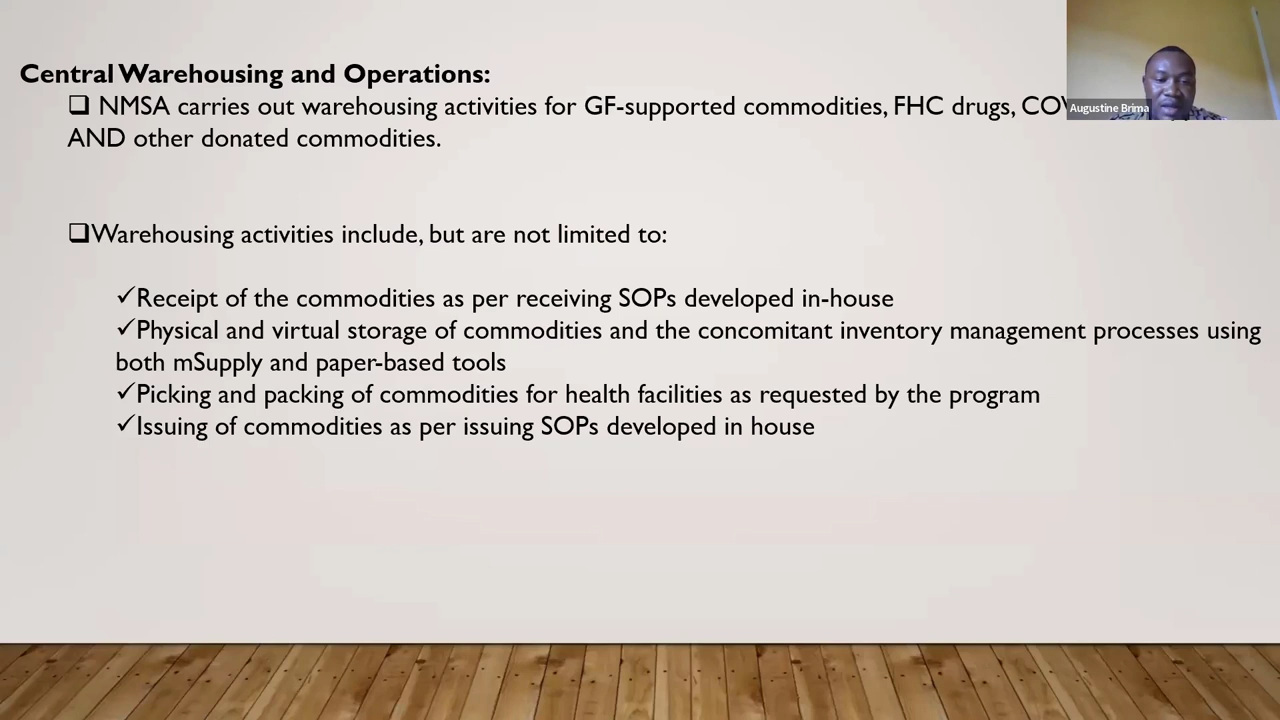 Central Warehousing and Operations:
❑ NMSA carries out warehousing activities for GF-supported commodities, FHC drugs,
AND other donated commodities.
❑Warehousing activities include, but are not limited to:
✓Receipt of the commodities as per receiving SOPs developed in-house
✓Physical and virtual storage of commodities and the concomitant inventory management processes using
both mSupply and paper-based tools
✓Picking and packing of commodities for health facilities as requested by the program
✓Issuing of commodities as per issuing SOPs developed in house
Augustine Brima